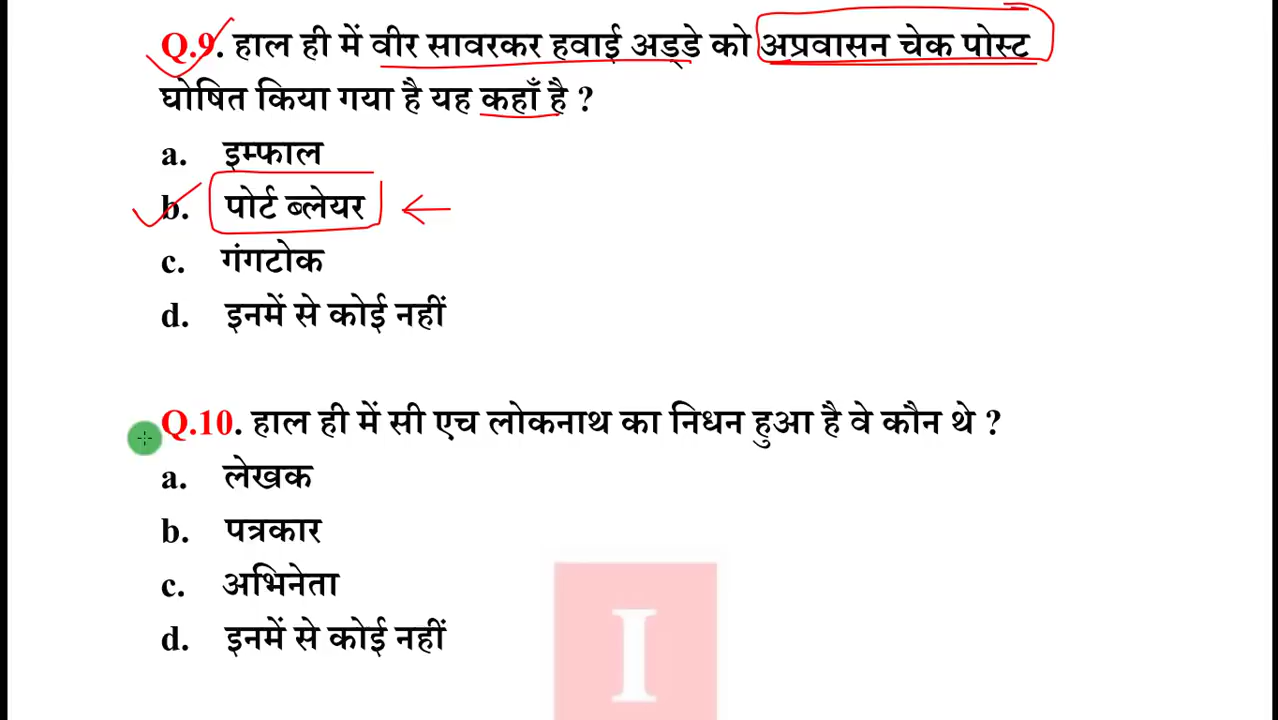 Q.9. हाल ही में वीर सावरकर हवाई अड्डे को अप्रवासन चेक पोस्ट
घोषित किया गया है यह कहाँ है ?
a. इम्फाल
b. पोर्ट ब्लेयर
c. गंगटोक
d. इनमें से कोई नहीं
Q.10. हाल ही में सी एच लोकनाथ का निधन हुआ है वे कौन थे ?
a. लेखक
b. पत्रकार
c. अभिनेता
d. इनमें से कोई नहीं
I